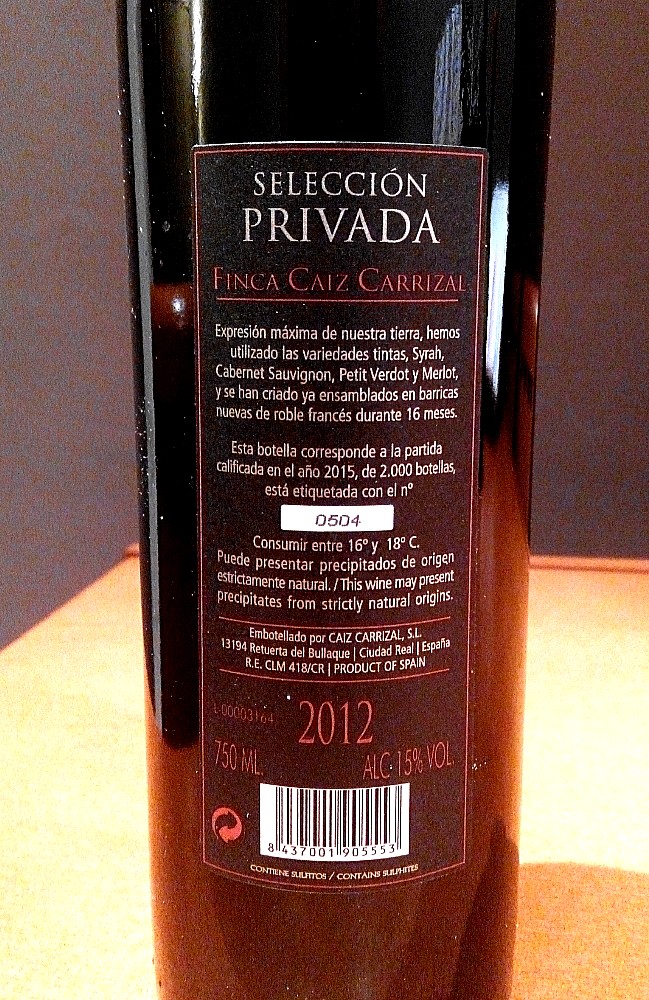 SELECCIÓN
PRIVADA
FINCA CAIZ CARRIZAL
Expresión máxima de nuestra tierra, hemos
utilizado las variedades tintas, Syrah,
Cabernet Sauvignon, Petit Verdot y Merlot,
y se han criado ya ensamblados en barricas
nuevas de roble francés durante 16 meses.
Esta botella corresponde a la partida
calificada en el año 2015, de 2.000 botellas,
está etiquetada con el nº
0504
Consumir entre 16º y 18º C.
Puede presentar precipitados de origen
estrictamente natural. / This wine may present
precipitates from strictly natural origins.
Embotellado por CAIZ CARRIZAL, S.L.
13194 Retuerta del Bullaque | Ciudad Real | España
R.E. CLM 418/CR | PRODUCT OF SPAIN
L-00003164
2012
750 ML.
ALC 15% VOL.
8 437001 905553
CONTIENE SULFITOS / CONTAINS SULPHITES